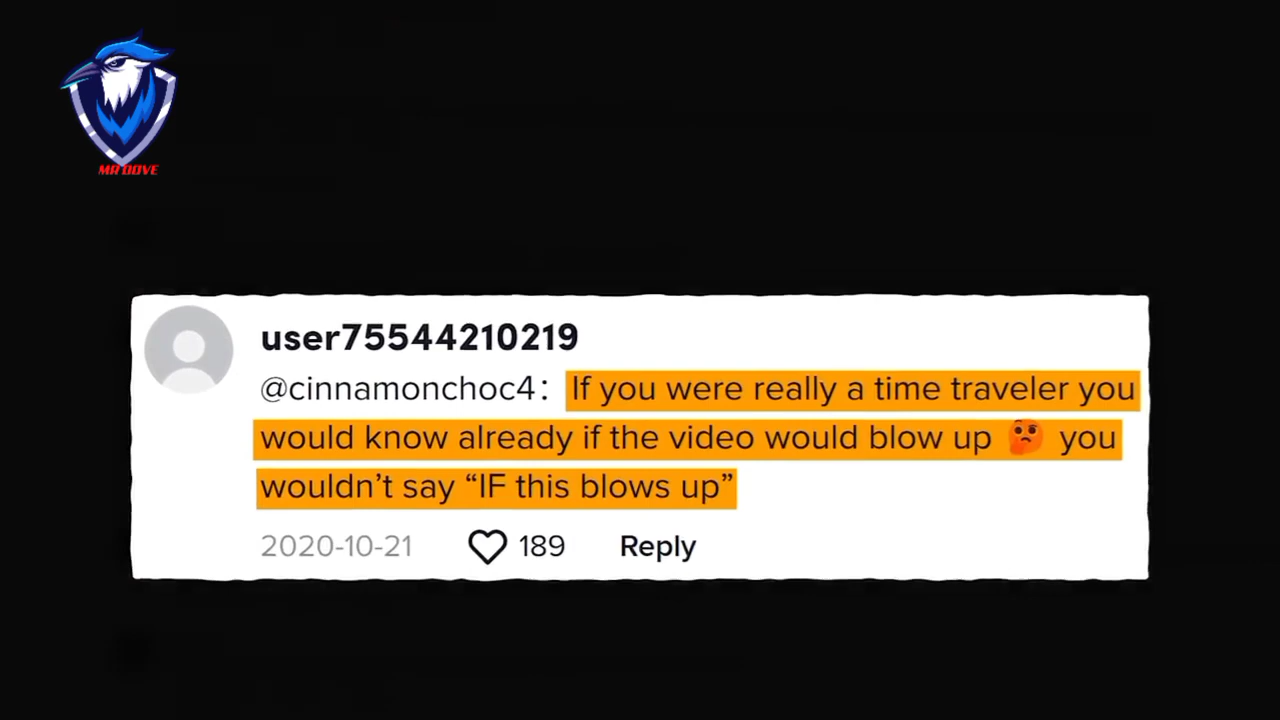 MR DOVE
user75544210219
@cinnamonchoc4: If you were really a time traveler you
would know already if the video would blow up 🤔 you
wouldn’t say “IF this blows up”
2020-10-21 189 Reply